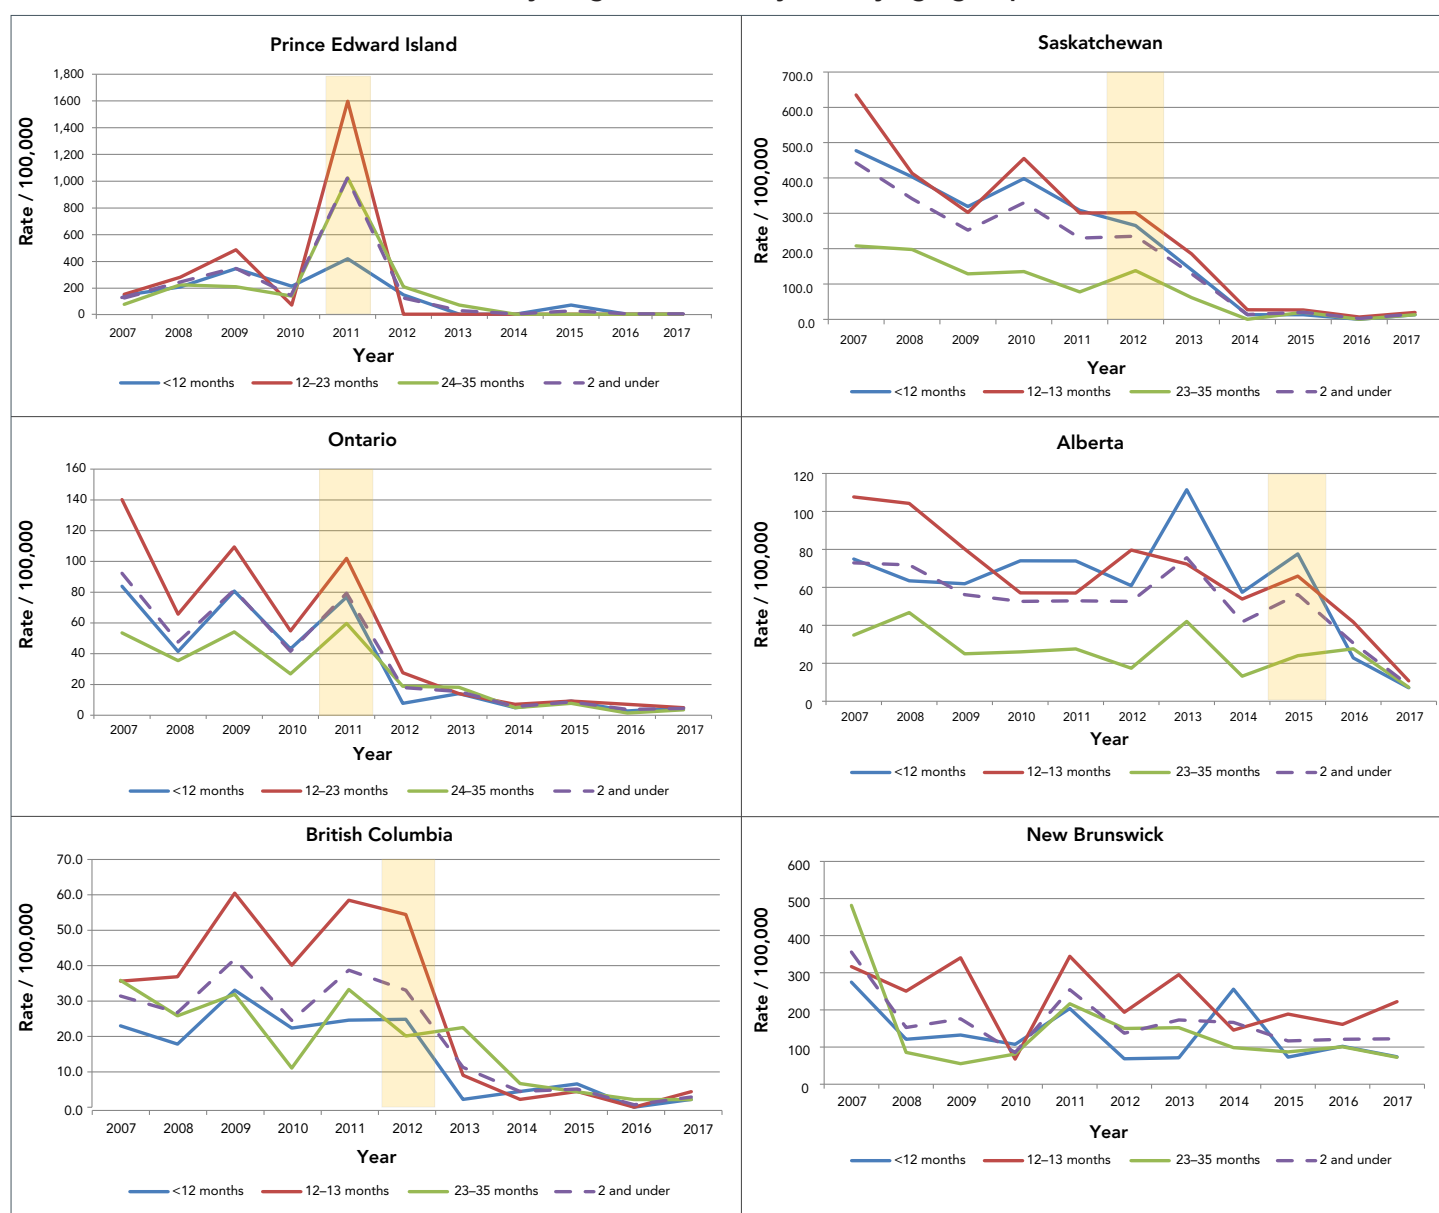 Prince Edward Island
Rate / 100,000
1,800
1600
1,400
1,200
1,000
800
600
400
200
0
2007 2008 2009 2010 2011 2012 2013 2014 2015 2016 2017
Year
<12 months 12–23 months 24–35 months 2 and under
Saskatchewan
Rate / 100,000
700.0
600.0
500.0
400.0
300.0
200.0
100.0
0.0
2007 2008 2009 2010 2011 2012 2013 2014 2015 2016 2017
Year
<12 months 12–13 months 23–35 months 2 and under
Ontario
Rate / 100,000
160
140
120
100
80
60
40
20
0
2007 2008 2009 2010 2011 2012 2013 2014 2015 2016 2017
Year
<12 months 12–23 months 24–35 months 2 and under
Alberta
Rate / 100,000
120
100
80
60
40
20
0
2007 2008 2009 2010 2011 2012 2013 2014 2015 2016 2017
Year
<12 months 12–13 months 23–35 months 2 and under
British Columbia
Rate / 100,000
70.0
60.0
50.0
40.0
30.0
20.0
10.0
0.0
2007 2008 2009 2010 2011 2012 2013 2014 2015 2016 2017
Year
<12 months 12–13 months 23–35 months 2 and under
New Brunswick
Rate / 100,000
600
500
400
300
200
100
0
2007 2008 2009 2010 2011 2012 2013 2014 2015 2016 2017
Year
<12 months 12–13 months 23–35 months 2 and under